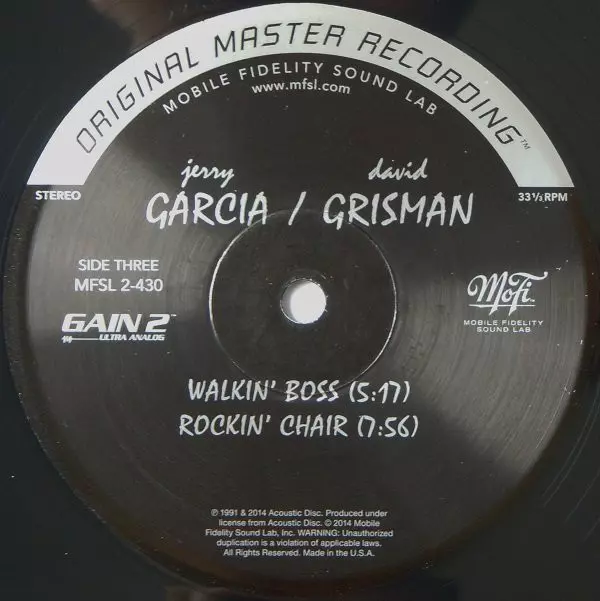 ORIGINAL MASTER RECORDING™
MOBILE FIDELITY SOUND LAB
www.mfsl.com
STEREO
33 1/3 RPM
jerry david
GARCIA / GRISMAN
SIDE THREE
MFSL 2-430
GAIN 2™
ULTRA ANALOG
MoFi
MOBILE FIDELITY
SOUND LAB
WALKIN' BOSS (5:17)
ROCKIN' CHAIR (7:56)
℗ 1991 & 2014 Acoustic Disc. Produced under
license from Acoustic Disc. © 2014 Mobile
Fidelity Sound Lab, Inc. WARNING: Unauthorized
duplication is a violation of applicable laws.
All Rights Reserved. Made in the U.S.A.